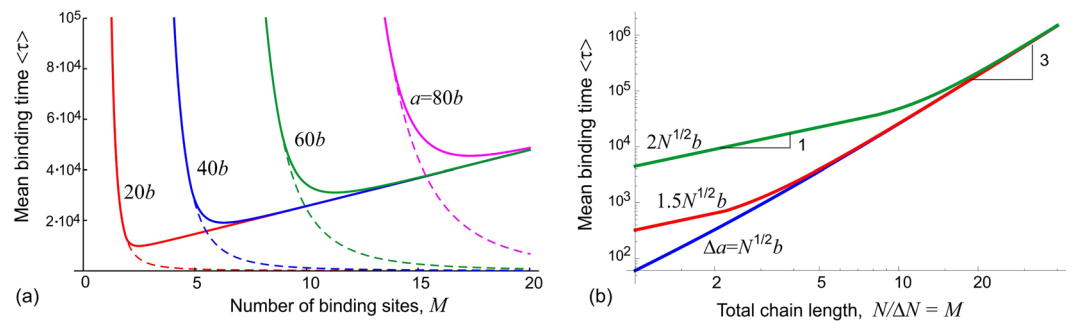 Mean binding time <τ>
10⁵
8·10⁴
6·10⁴
4·10⁴
2·10⁴
20b
40b
60b
a=80b
0
5
10
15
20
(a)
Number of binding sites, M
Mean binding time <τ>
10⁶
10⁵
10⁴
10³
10²
2N^{1/2}b
1.5N^{1/2}b
Δa=N^{1/2}b
1
3
2
5
10
20
(b)
Total chain length, N/ΔN = M